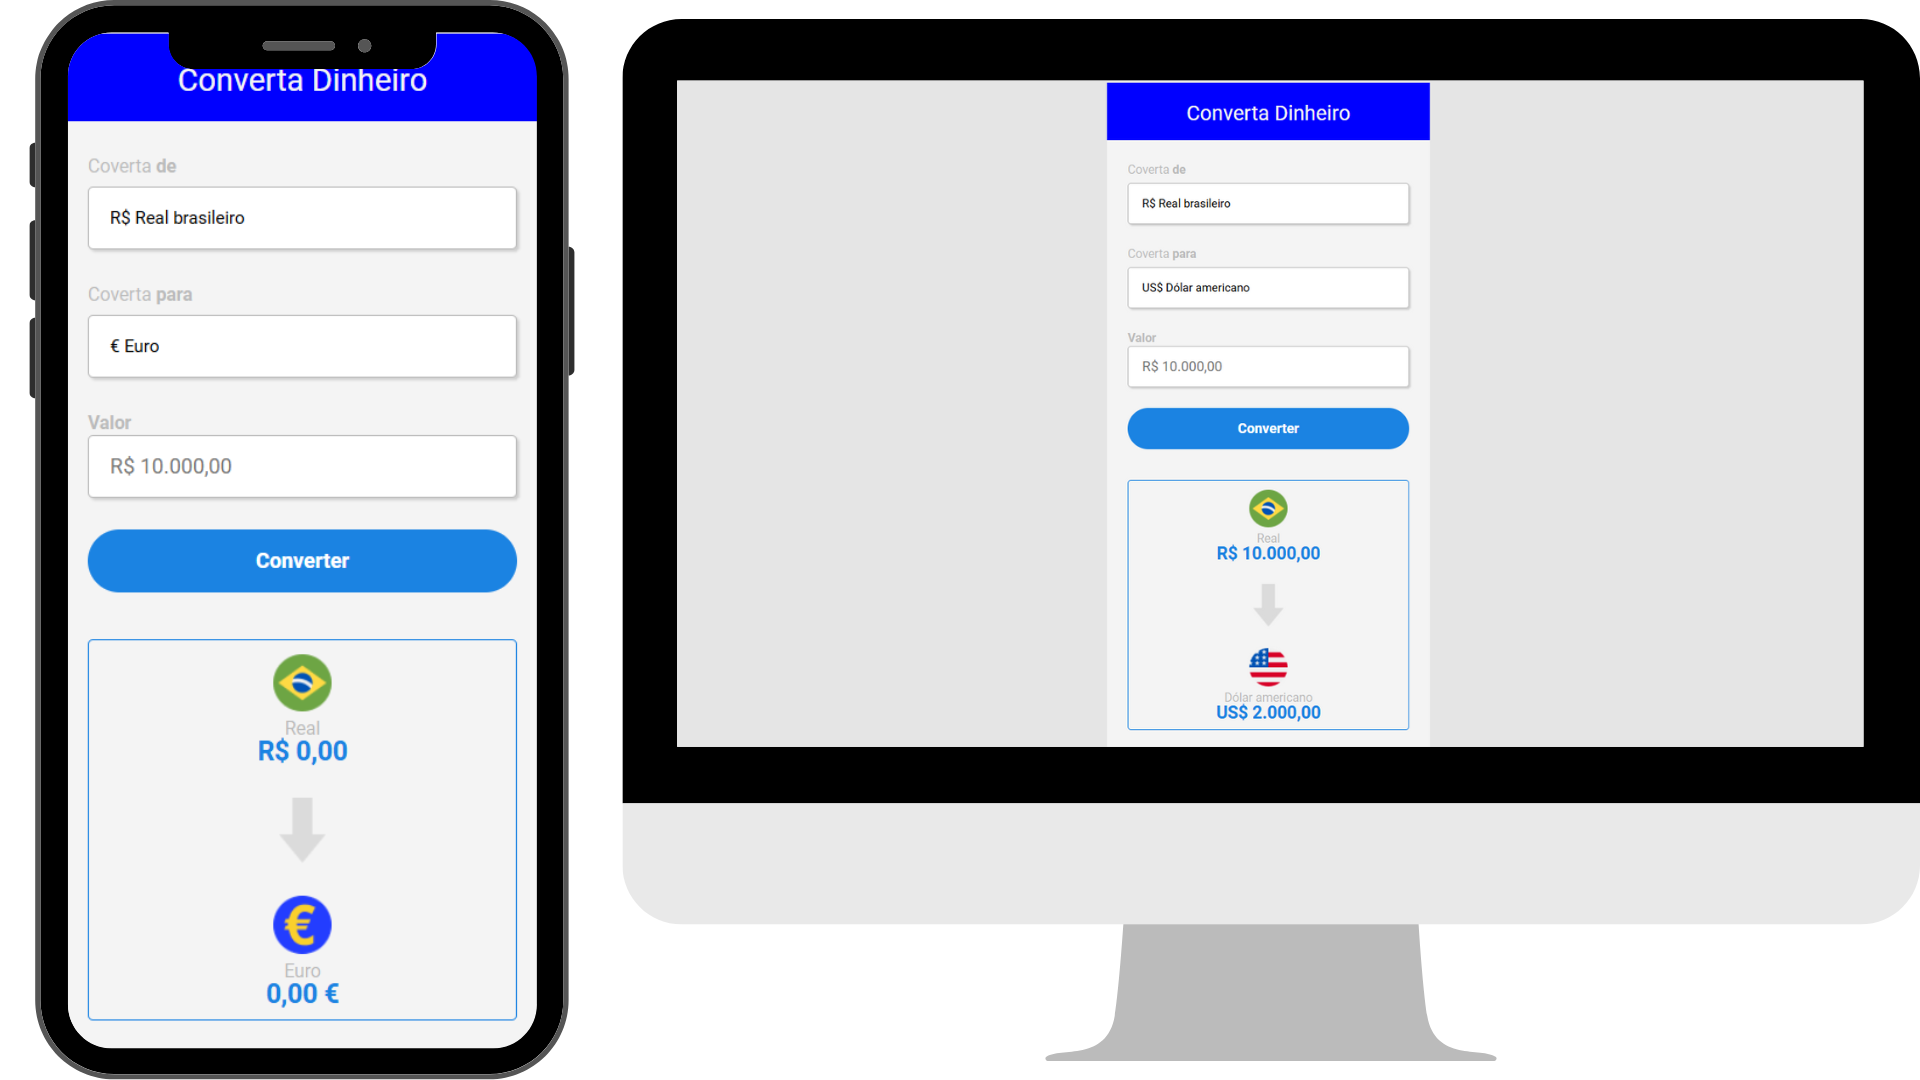 Converta Dinheiro
Coverta de
R$ Real brasileiro
Coverta para
€ Euro
Valor
R$ 10.000,00
Converter
Real
R$ 0,00
€
Euro
0,00 €
Converta Dinheiro
Coverta de
R$ Real brasileiro
Coverta para
US$ Dólar americano
Valor
R$ 10.000,00
Converter
Real
R$ 10.000,00
Dólar americano
US$ 2.000,00